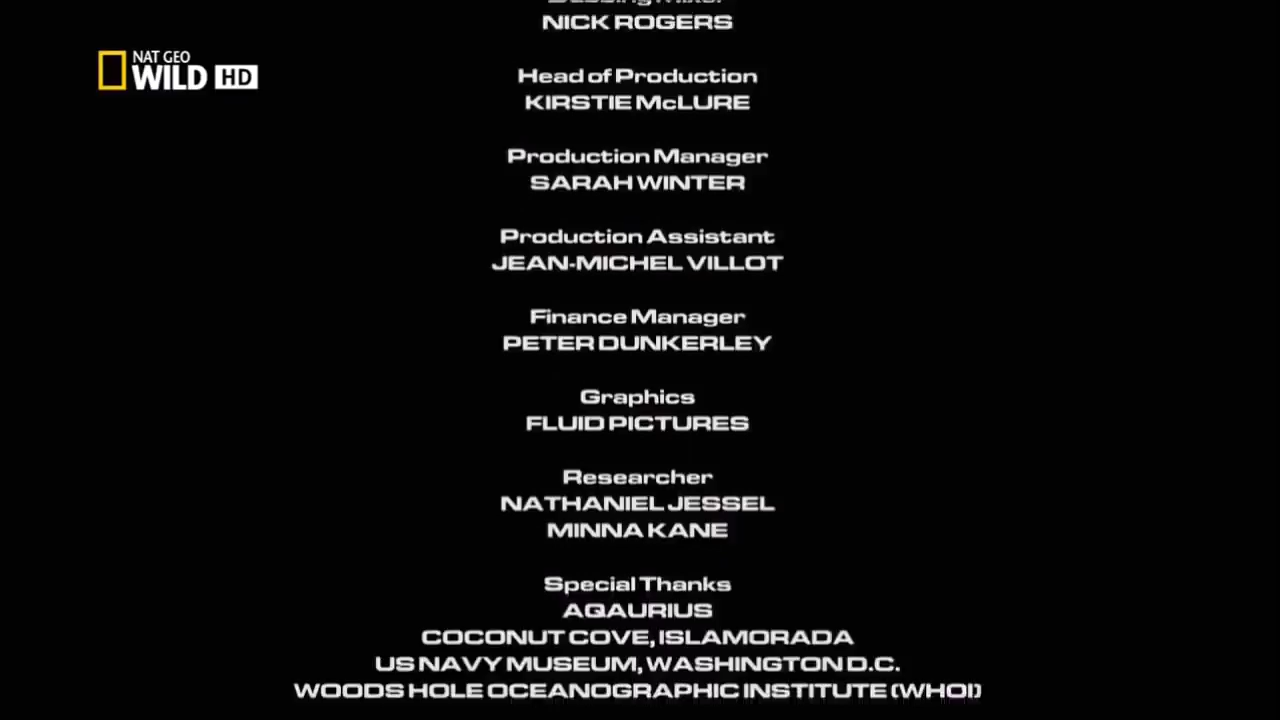 NICK ROGERS
NAT GEO
WILD HD
Head of Production
KIRSTIE McLURE
Production Manager
SARAH WINTER
Production Assistant
JEAN-MICHEL VILLOT
Finance Manager
PETER DUNKERLEY
Graphics
FLUID PICTURES
Researcher
NATHANIEL JESSEL
MINNA KANE
Special Thanks
AQAURIUS
COCONUT COVE, ISLAMORADA
US NAVY MUSEUM, WASHINGTON D.C.
WOODS HOLE OCEANOGRAPHIC INSTITUTE (WHOI)